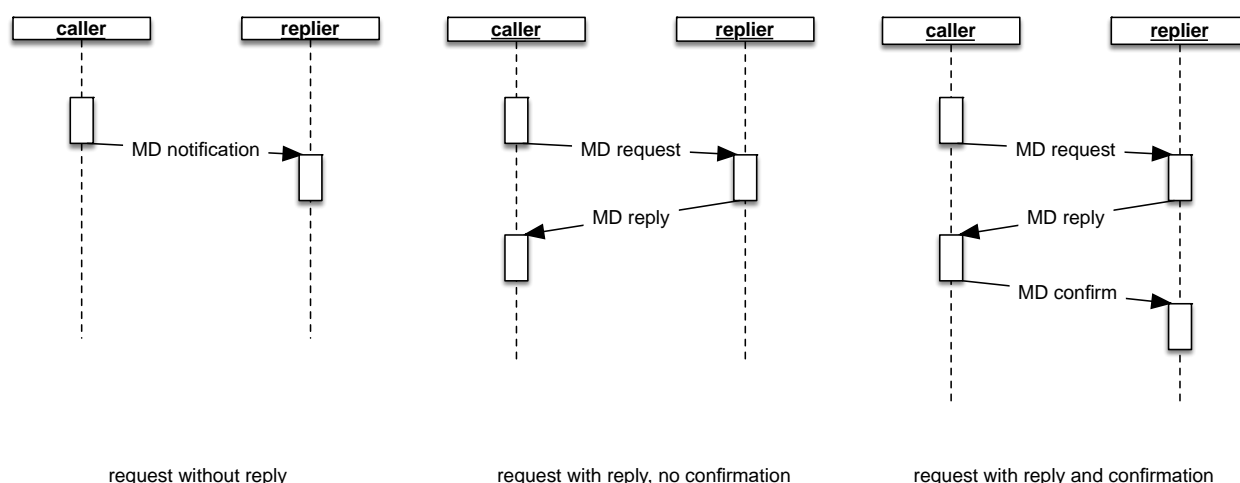 caller replier caller replier caller replier
MD notification MD request MD request
MD reply MD reply
MD confirm
request without reply request with reply, no confirmation request with reply and confirmation